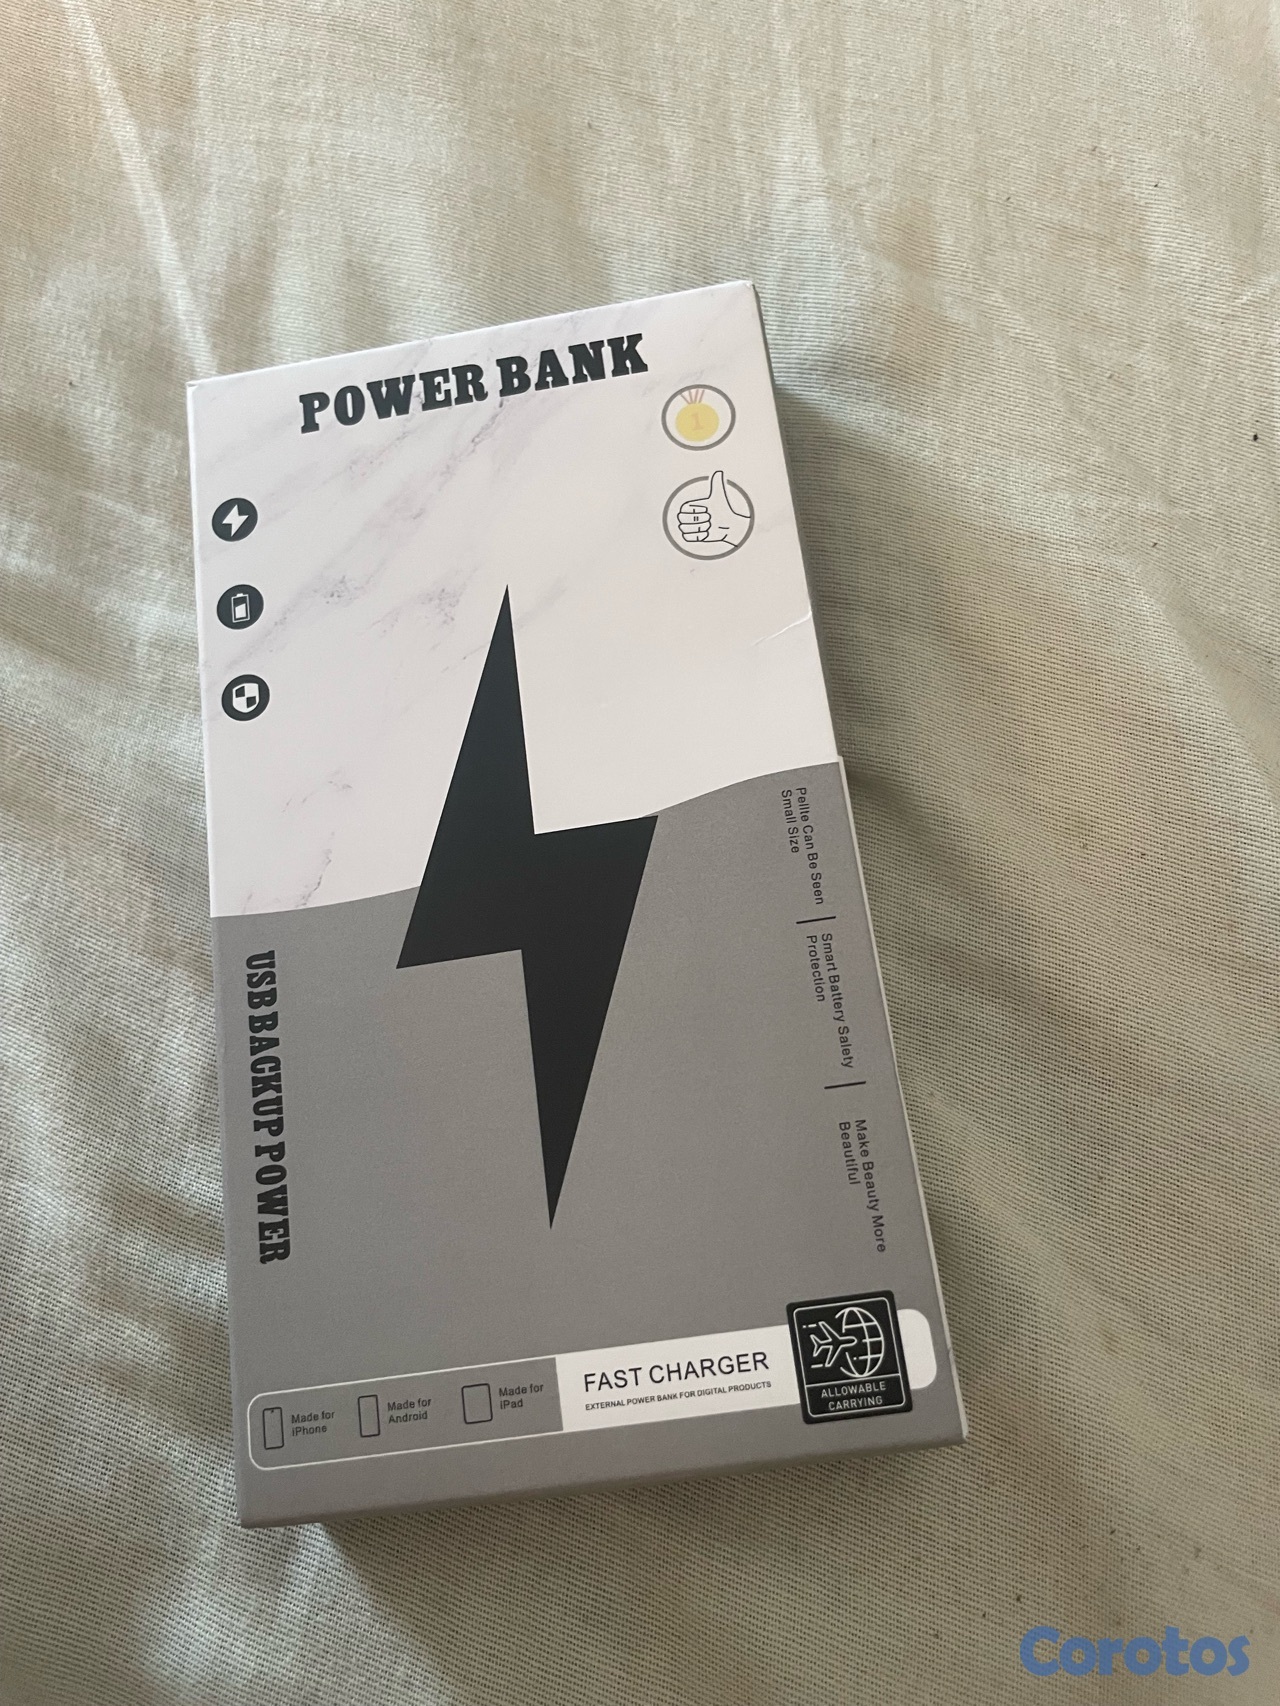 POWER BANK
1
Pellte Can Be Seen
Small Size
Smart Battery Salety
Protection
Make Beauty More
Beautiful
USB BACKUP POWER
Made for
iPhone
Made for
Android
Made for
iPad
FAST CHARGER
EXTERNAL POWER BANK FOR DIGITAL PRODUCTS
ALLOWABLE
CARRYING
Corotos